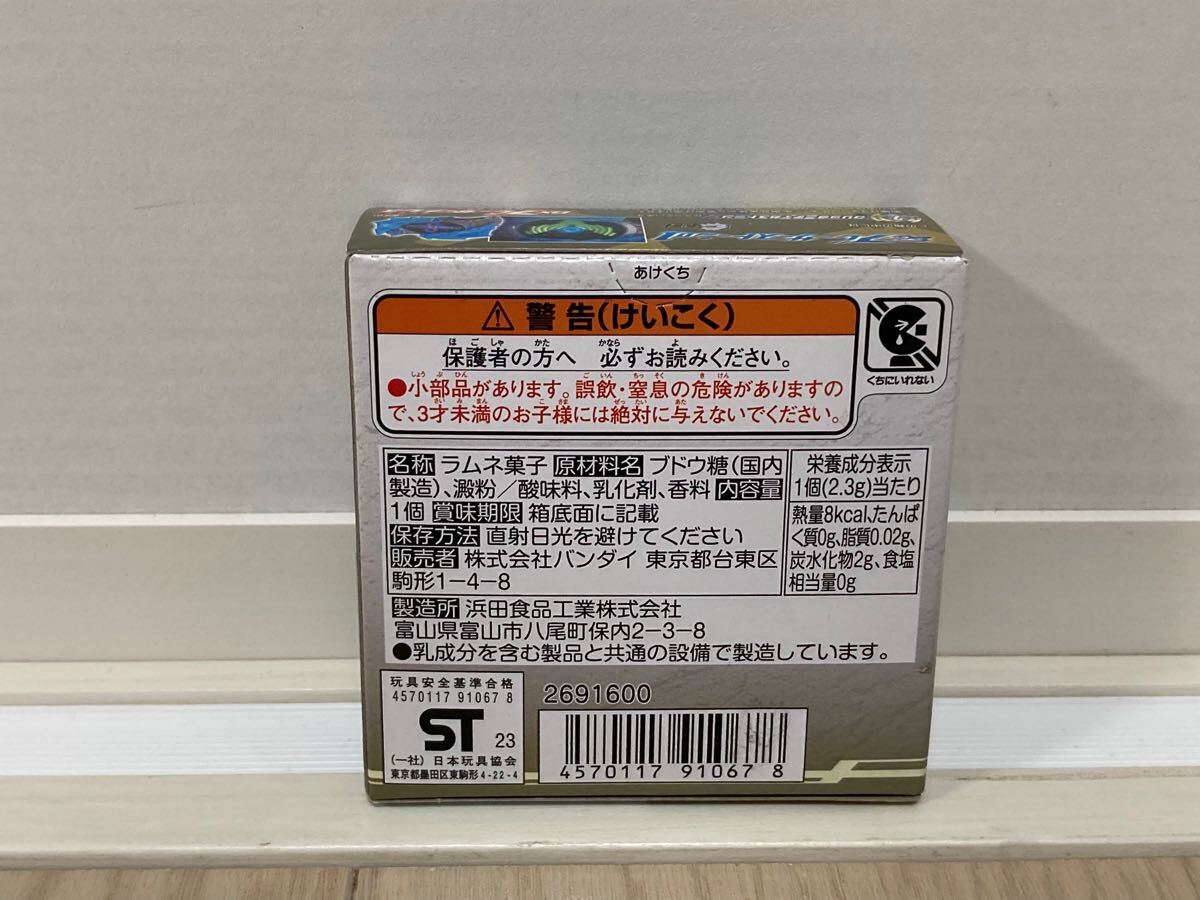 あけくち
警告(けいこく)
保護者の方へ 必ずお読みください。
●小部品があります。誤飲・窒息の危険がありますの
で、3才未満のお子様には絶対に与えないでください。
くちにいれない
名称 ラムネ菓子 原材料名 ブドウ糖(国内
製造)、澱粉/酸味料、乳化剤、香料 内容量
1個 賞味期限 箱底面に記載
保存方法 直射日光を避けてください
販売者 株式会社バンダイ 東京都台東区
駒形1-4-8
栄養成分表示
1個(2.3g)当たり
熱量8kcal、たんぱ
く質0g、脂質0.02g、
炭水化物2g、食塩
相当量0g
製造所 浜田食品工業株式会社
富山県富山市八尾町保内2-3-8
●乳成分を含む製品と共通の設備で製造しています。
玩具安全基準合格
4570117 91067 8
ST 23
(一社) 日本玩具協会
東京都墨田区東駒形4-22-4
2691600
4570117 91067 8